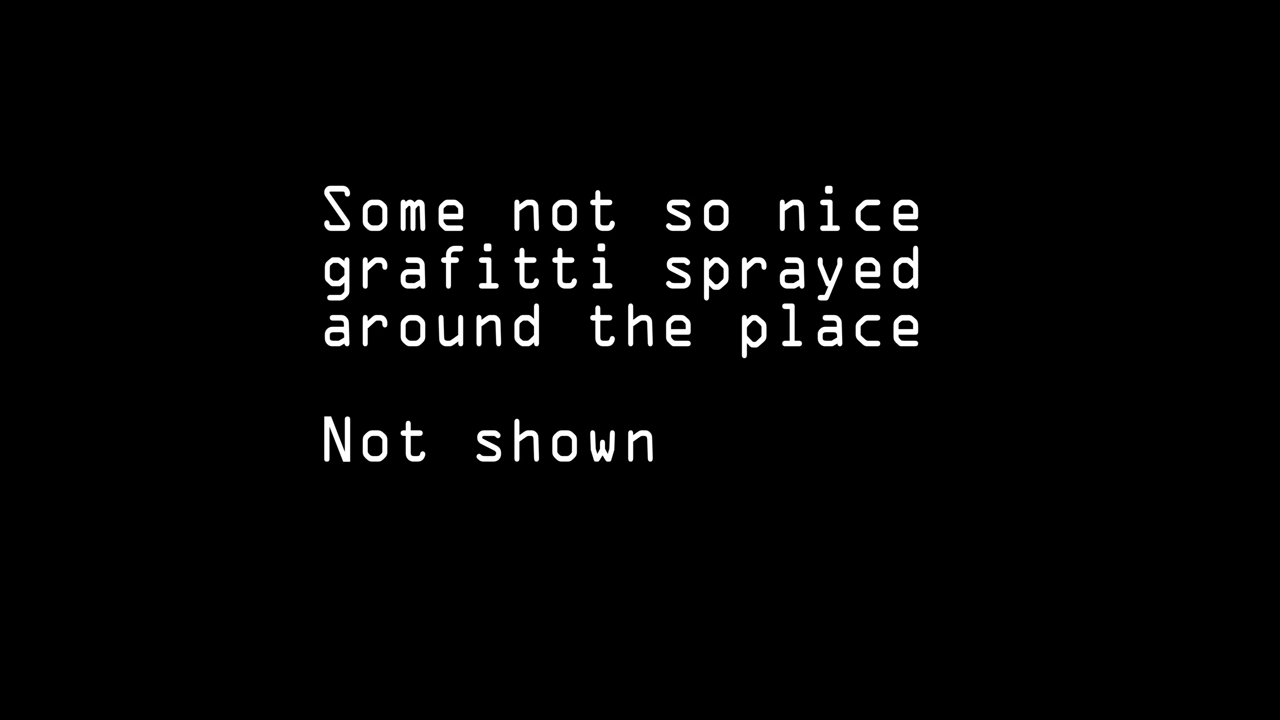 Some not so nice
grafitti sprayed
around the place
Not shown